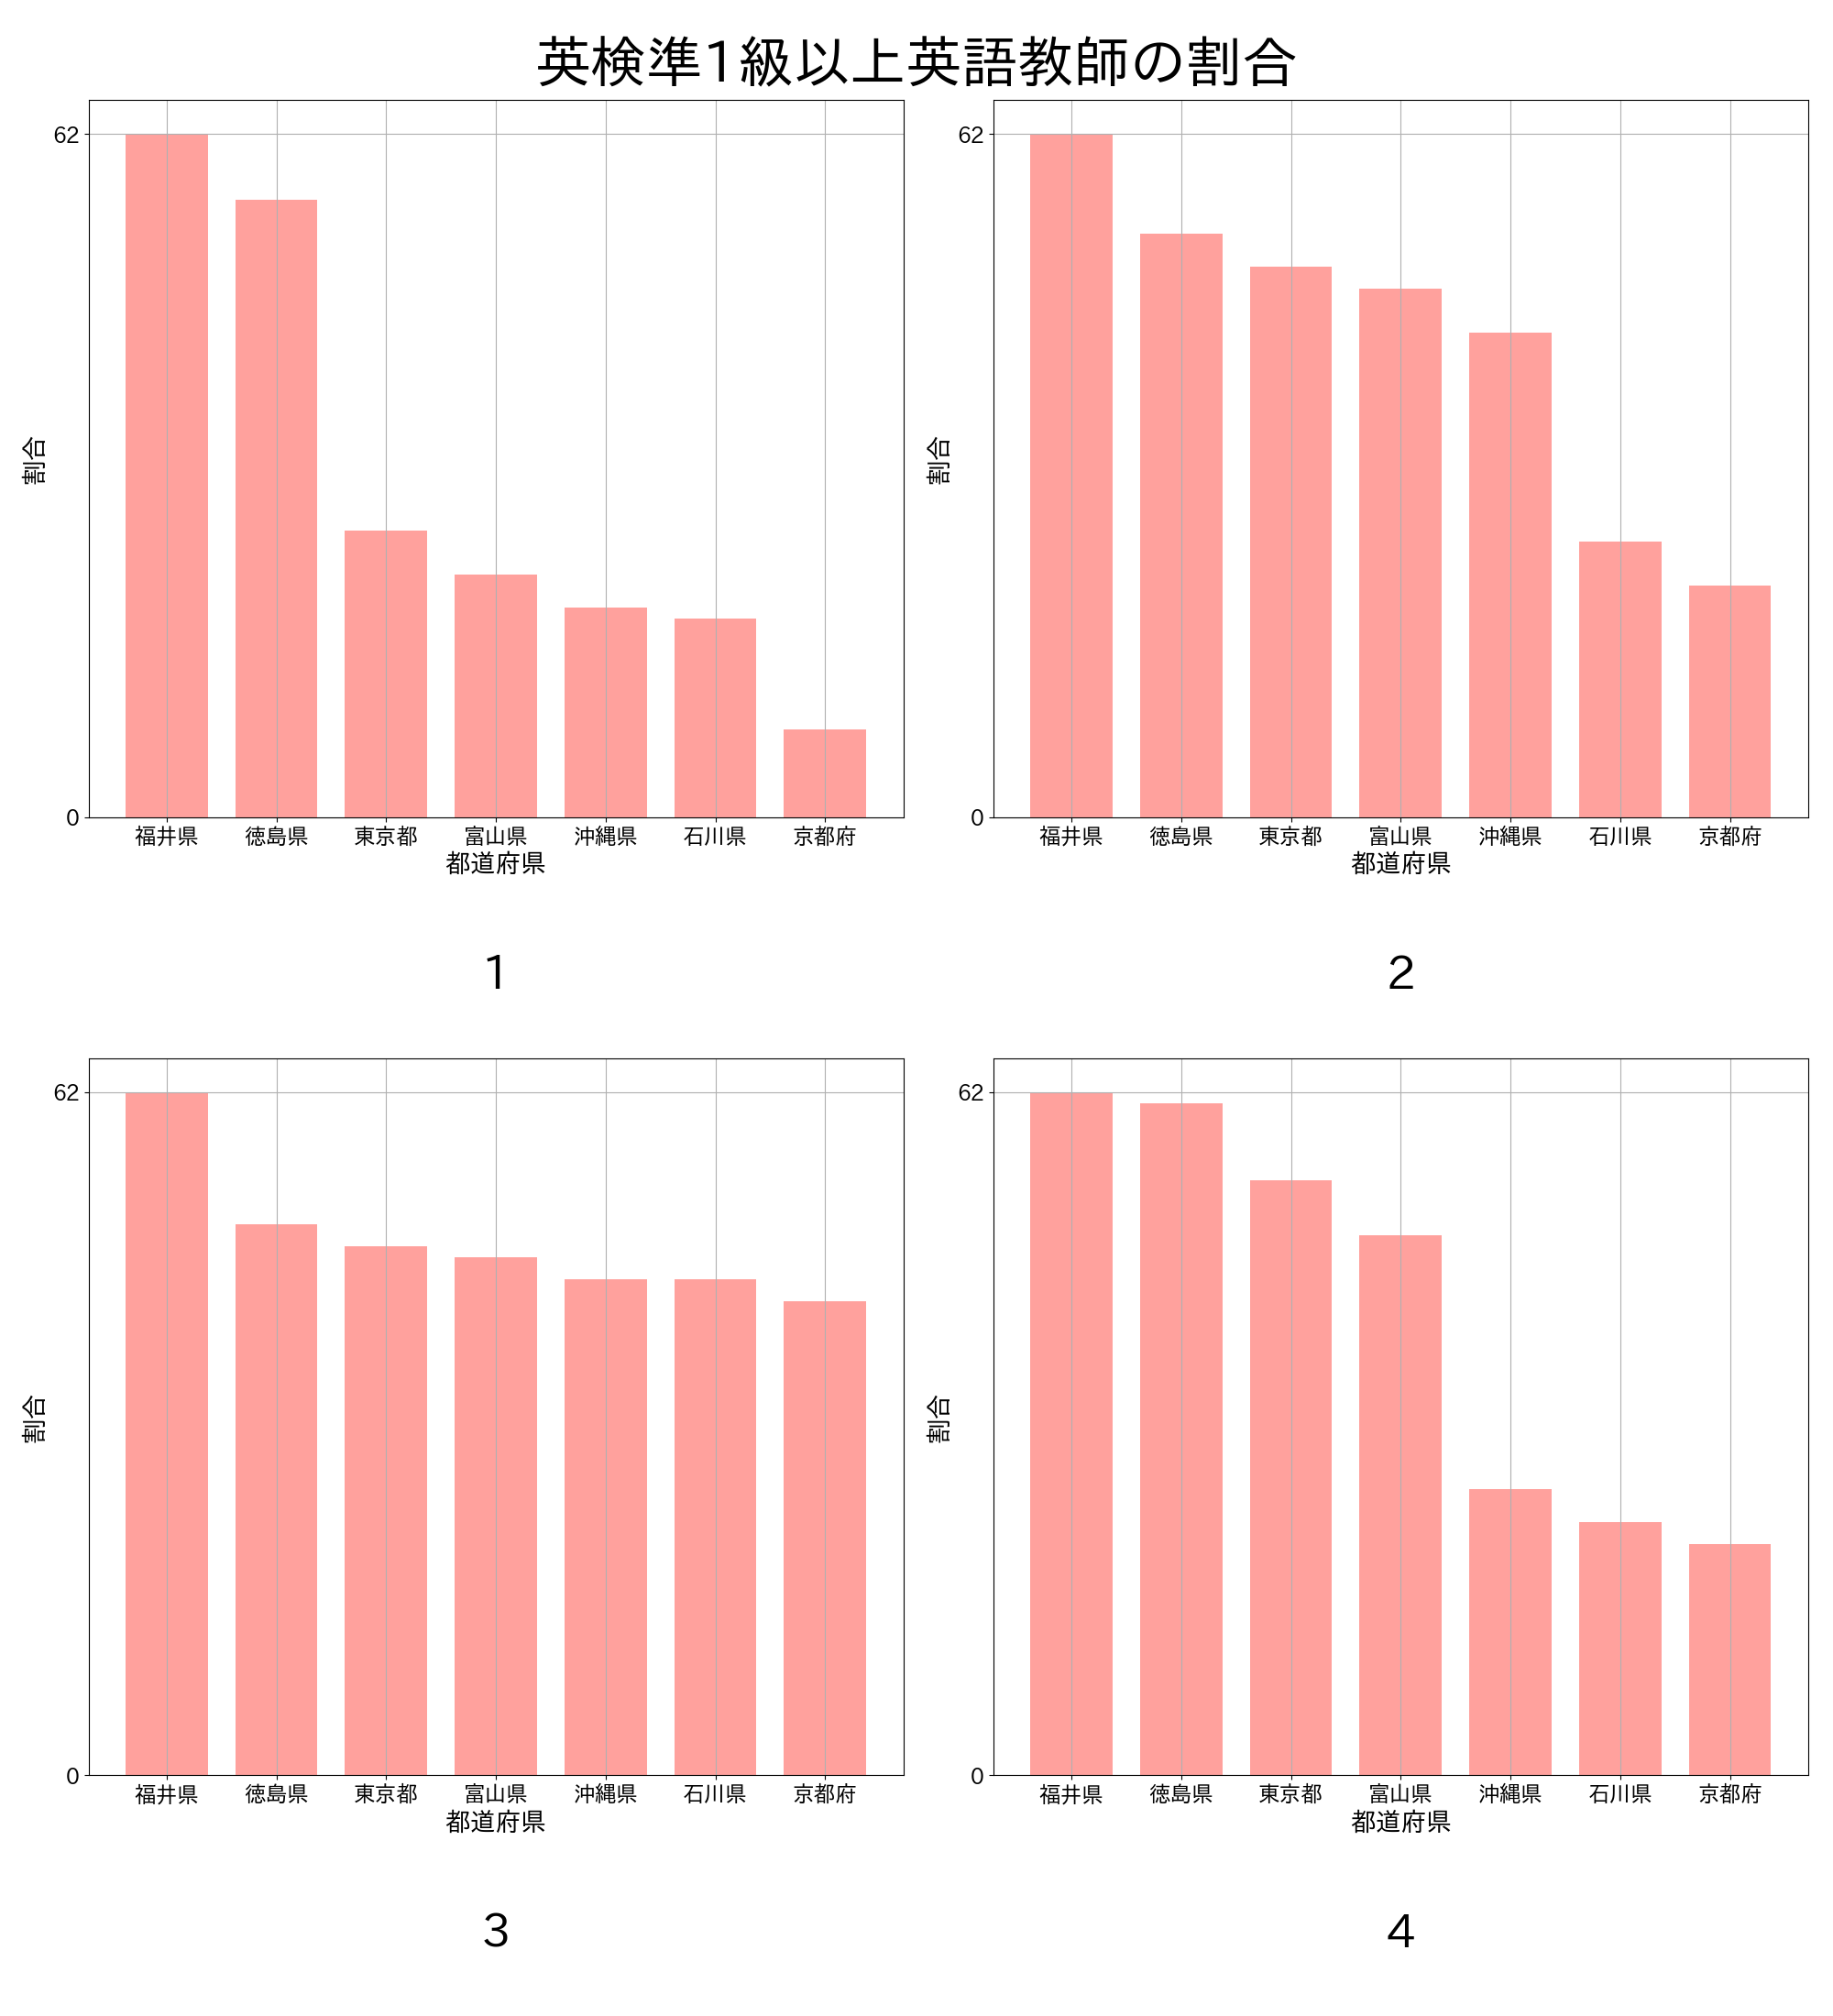 英検準1級以上英語教師の割合
62
0
割合
福井県 徳島県 東京都 富山県 沖縄県 石川県 京都府
都道府県
1
62
0
割合
福井県 徳島県 東京都 富山県 沖縄県 石川県 京都府
都道府県
2
62
0
割合
福井県 徳島県 東京都 富山県 沖縄県 石川県 京都府
都道府県
3
62
0
割合
福井県 徳島県 東京都 富山県 沖縄県 石川県 京都府
都道府県
4